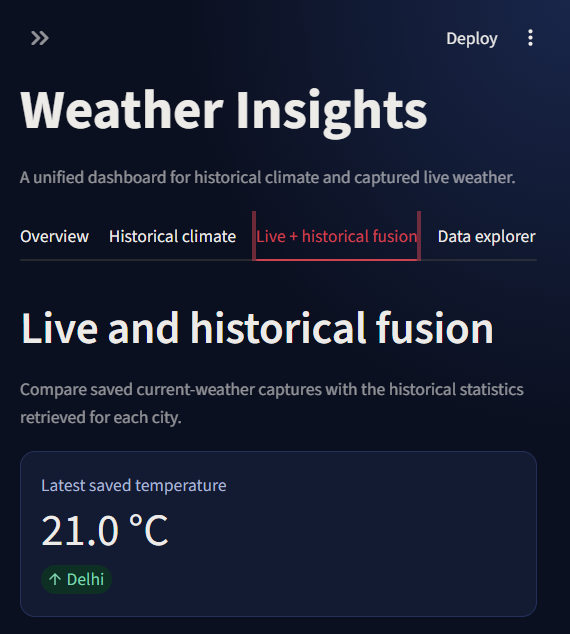 Deploy
Weather Insights
A unified dashboard for historical climate and captured live weather.
Overview Historical climate Live + historical fusion Data explorer
Live and historical fusion
Compare saved current-weather captures with the historical statistics
retrieved for each city.
Latest saved temperature
21.0 °C
↑ Delhi